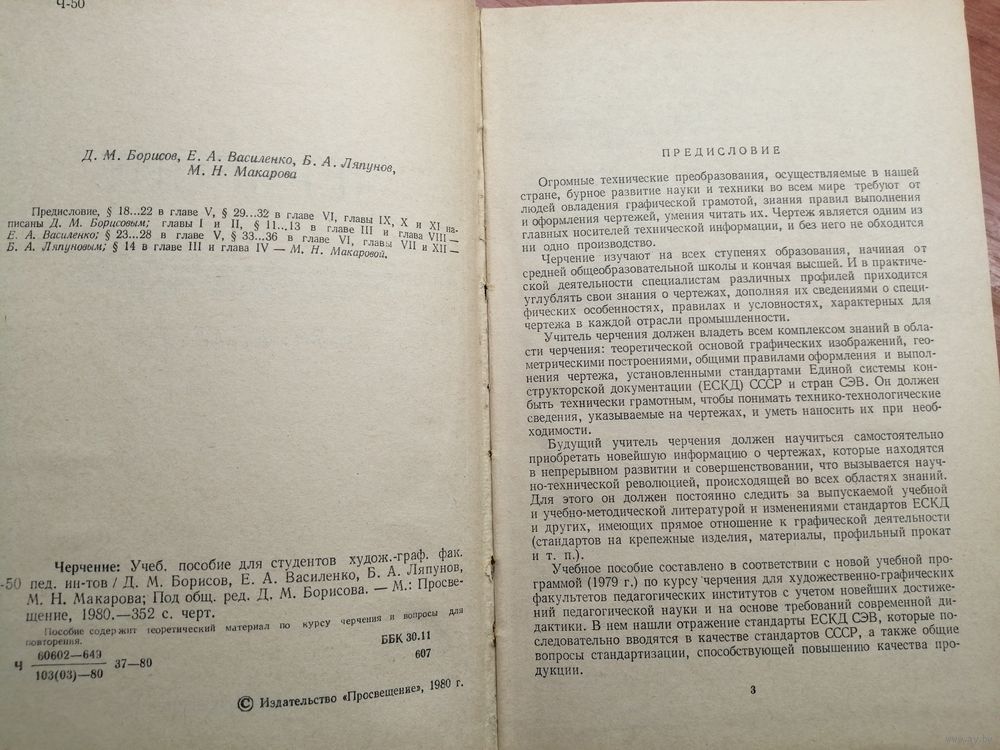 Ч-50
Д. М. Борисов, Е. А. Василенко, Б. А. Ляпунов,
М. Н. Макарова
Предисловие, § 18...22 в главе V, § 29...32 в главе VI, главы IX, X и XI на-
писаны Д. М. Борисовым; главы I и II, § 11...13 в главе III и глава VIII —
Е. А. Василенко; § 23...28 в главе V, § 33...36 в главе VI, главы VII и XII —
Б. А. Ляпуновым; § 14 в главе III и глава IV — М. Н. Макаровой.
Черчение: Учеб. пособие для студентов худож.-граф. фак.
-50 пед. ин-тов / Д. М. Борисов, Е. А. Василенко, Б. А. Ляпунов,
М. Н. Макарова; Под общ. ред. Д. М. Борисова. — М.: Просве-
щение, 1980.—352 с. черт.
Пособие содержит теоретический материал по курсу черчения и вопросы для
повторения.
ББК 30.11
607
Ч 60602—649
103(03)—80 37—80
© Издательство «Просвещение», 1980 г.
ПРЕДИСЛОВИЕ
Огромные технические преобразования, осуществляемые в нашей
стране, бурное развитие науки и техники во всем мире требуют от
людей овладения графической грамотой, знания правил выполнения
и оформления чертежей, умения читать их. Чертеж является одним из
главных носителей технической информации, и без него не обходится
ни одно производство.
Черчение изучают на всех ступенях образования, начиная от
средней общеобразовательной школы и кончая высшей. И в практиче-
ской деятельности специалистам различных профилей приходится
углублять свои знания о чертежах, дополняя их сведениями о специ-
фических особенностях, правилах и условностях, характерных для
чертежа в каждой отрасли промышленности.
Учитель черчения должен владеть всем комплексом знаний в обла-
сти черчения: теоретической основой графических изображений, гео-
метрическими построениями, общими правилами оформления и выпол-
нения чертежа, установленными стандартами Единой системы кон-
структорской документации (ЕСКД) СССР и стран СЭВ. Он должен
быть технически грамотным, чтобы понимать технико-технологические
сведения, указываемые на чертежах, и уметь наносить их при необ-
ходимости.
Будущий учитель черчения должен научиться самостоятельно
приобретать новейшую информацию о чертежах, которые находятся
в непрерывном развитии и совершенствовании, что вызывается науч-
но-технической революцией, происходящей во всех областях знаний.
Для этого он должен постоянно следить за выпускаемой учебной
и учебно-методической литературой и изменениями стандартов ЕСКД
и других, имеющих прямое отношение к графической деятельности
(стандартов на крепежные изделия, материалы, профильный прокат
и т. п.).
Учебное пособие составлено в соответствии с новой учебной про-
граммой (1979 г.) по курсу черчения для художественно-графических
факультетов педагогических институтов с учетом новейших достиже-
ний педагогической науки и на основе требований современной ди-
дактики. В нем нашли отражение стандарты ЕСКД СЭВ, которые по-
следовательно вводятся в качестве стандартов СССР, а также общие
вопросы стандартизации, способствующей повышению качества про-
дукции.
3